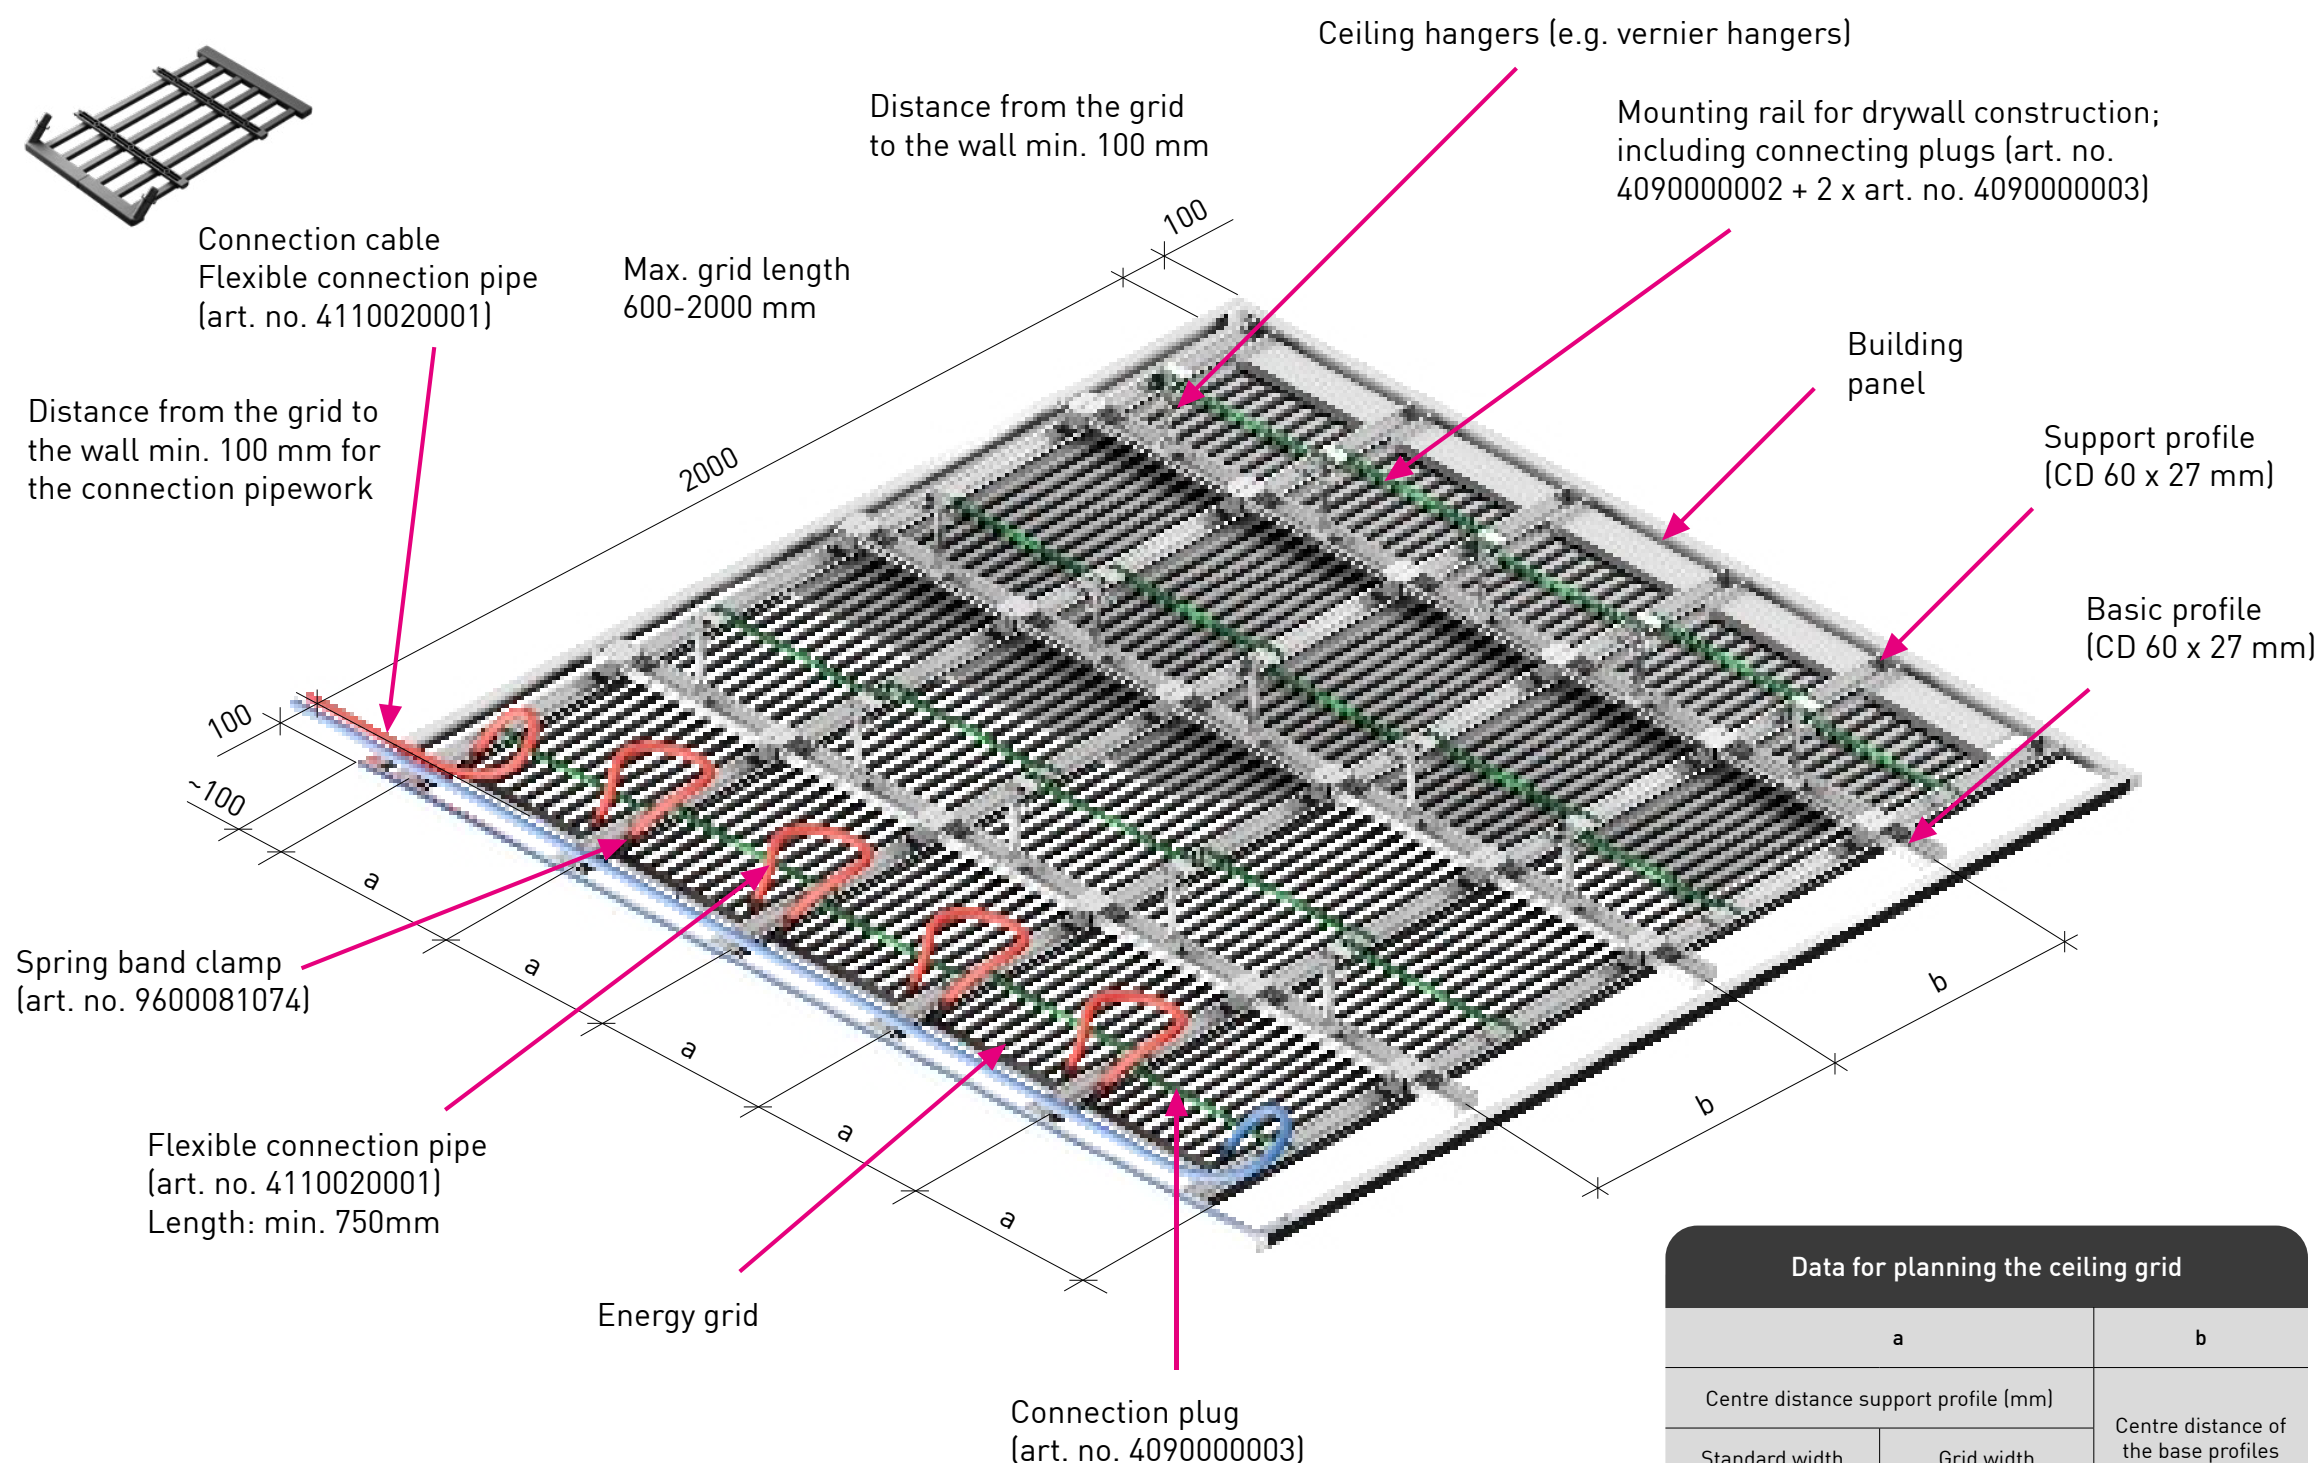 Ceiling hangers (e.g. vernier hangers)
Distance from the grid
to the wall min. 100 mm
Mounting rail for drywall construction;
including connecting plugs (art. no.
4090000002 + 2 x art. no. 4090000003)
Connection cable
Flexible connection pipe
(art. no. 4110020001)
Max. grid length
600-2000 mm
100
Building
panel
Distance from the grid to
the wall min. 100 mm for
the connection pipework
2000
Support profile
(CD 60 x 27 mm)
Basic profile
(CD 60 x 27 mm)
100
~100
a
a
a
a
a
b
b
Spring band clamp
(art. no. 9600081074)
Flexible connection pipe
(art. no. 4110020001)
Length: min. 750mm
Energy grid
Connection plug
(art. no. 4090000003)
Data for planning the ceiling grid
a
b
Centre distance support profile (mm)
Centre distance of
the base profiles
Standard width
Grid width